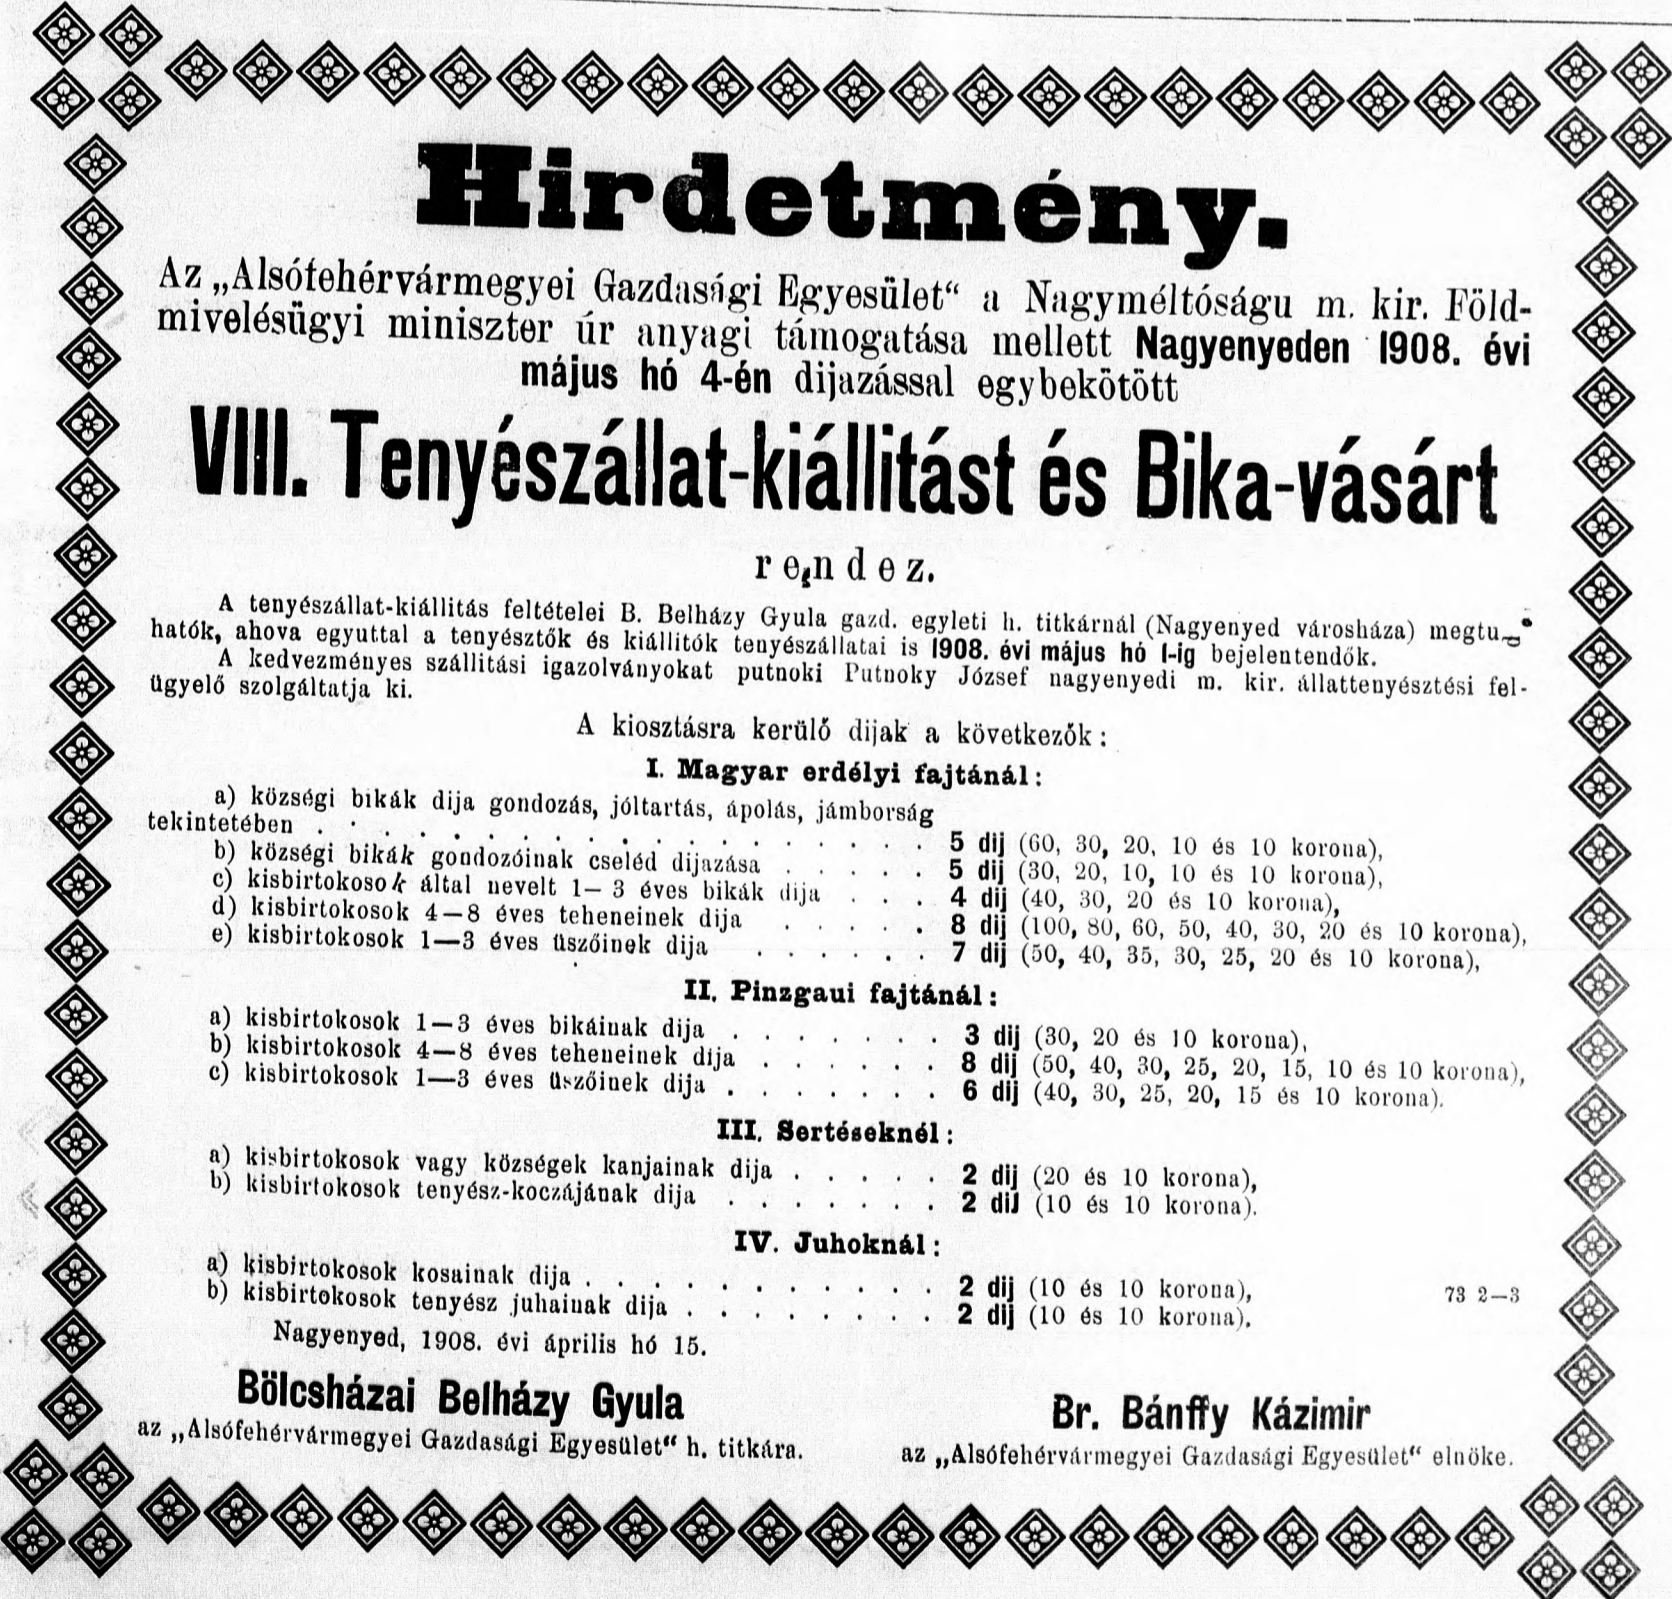 Hirdetmény.
Az „Alsófehérvármegyei Gazdasági Egyesület“ a Nagyméltóságu m. kir. Föld-
mivelésügyi miniszter úr anyagi támogatása mellett Nagyenyeden 1908. évi
május hó 4-én dijazással egybekötött
VIII. Tenyészállat-kiállitást és Bika-vásárt
rendez.
A tenyészállat-kiállitás feltételei B. Belházy Gyula gazd. egyleti h. titkárnál (Nagyenyed városháza) megtu-
hatók, ahova egyuttal a tenyésztők és kiállitók tenyészállatai is 1908. évi május hó 1-ig bejelentendők.
A kedvezményes szállitási igazolványokat putnoki Putnoky József nagyenyedi m. kir. állattenyésztési fel-
ügyelő szolgáltatja ki.
A kiosztásra kerülő dijak a következők :
I. Magyar erdélyi fajtánál :
a) községi bikák dija gondozás, jóltartás, ápolás, jámborság
tekintetében . . . . . . . . . . . . . . . . . . 5 dij (60, 30, 20, 10 és 10 korona),
b) községi bikák gondozóinak cseléd dijazása . . . . . 5 dij (30, 20, 10, 10 és 10 korona),
c) kisbirtokosok által nevelt 1—3 éves bikák dija . . . 4 dij (40, 30, 20 és 10 korona),
d) kisbirtokosok 4—8 éves teheneinek dija . . . . . 8 dij (100, 80, 60, 50, 40, 30, 20 és 10 korona),
e) kisbirtokosok 1—3 éves üszőinek dija . . . . . . 7 dij (50, 40, 35, 30, 25, 20 és 10 korona),
II. Pinzgaui fajtánál :
a) kisbirtokosok 1—3 éves bikáinak dija . . . . . . . . 3 dij (30, 20 és 10 korona),
b) kisbirtokosok 4—8 éves teheneinek dija . . . . . . . 8 dij (50, 40, 30, 25, 20, 15, 10 és 10 korona),
c) kisbirtokosok 1—3 éves üszőinek dija . . . . . . . . 6 dij (40, 30, 25, 20, 15 és 10 korona).
III. Sertéseknél :
a) kisbirtokosok vagy községek kanjainak dija . . . . . 2 dij (20 és 10 korona),
b) kisbirtokosok tenyész-koczájának dija . . . . . . . 2 dij (10 és 10 korona).
IV. Juhoknál :
a) kisbirtokosok kosainak dija . . . . . . . . . . . 2 dij (10 és 10 korona),
b) kisbirtokosok tenyész juhainak dija . . . . . . . . 2 dij (10 és 10 korona).
73 2—3
Nagyenyed, 1908. évi április hó 15.
Bölcsházai Belházy Gyula
az „Alsófehérvármegyei Gazdasági Egyesület“ h. titkára.
Br. Bánffy Kázimir
az „Alsófehérvármegyei Gazdasági Egyesület“ elnöke.